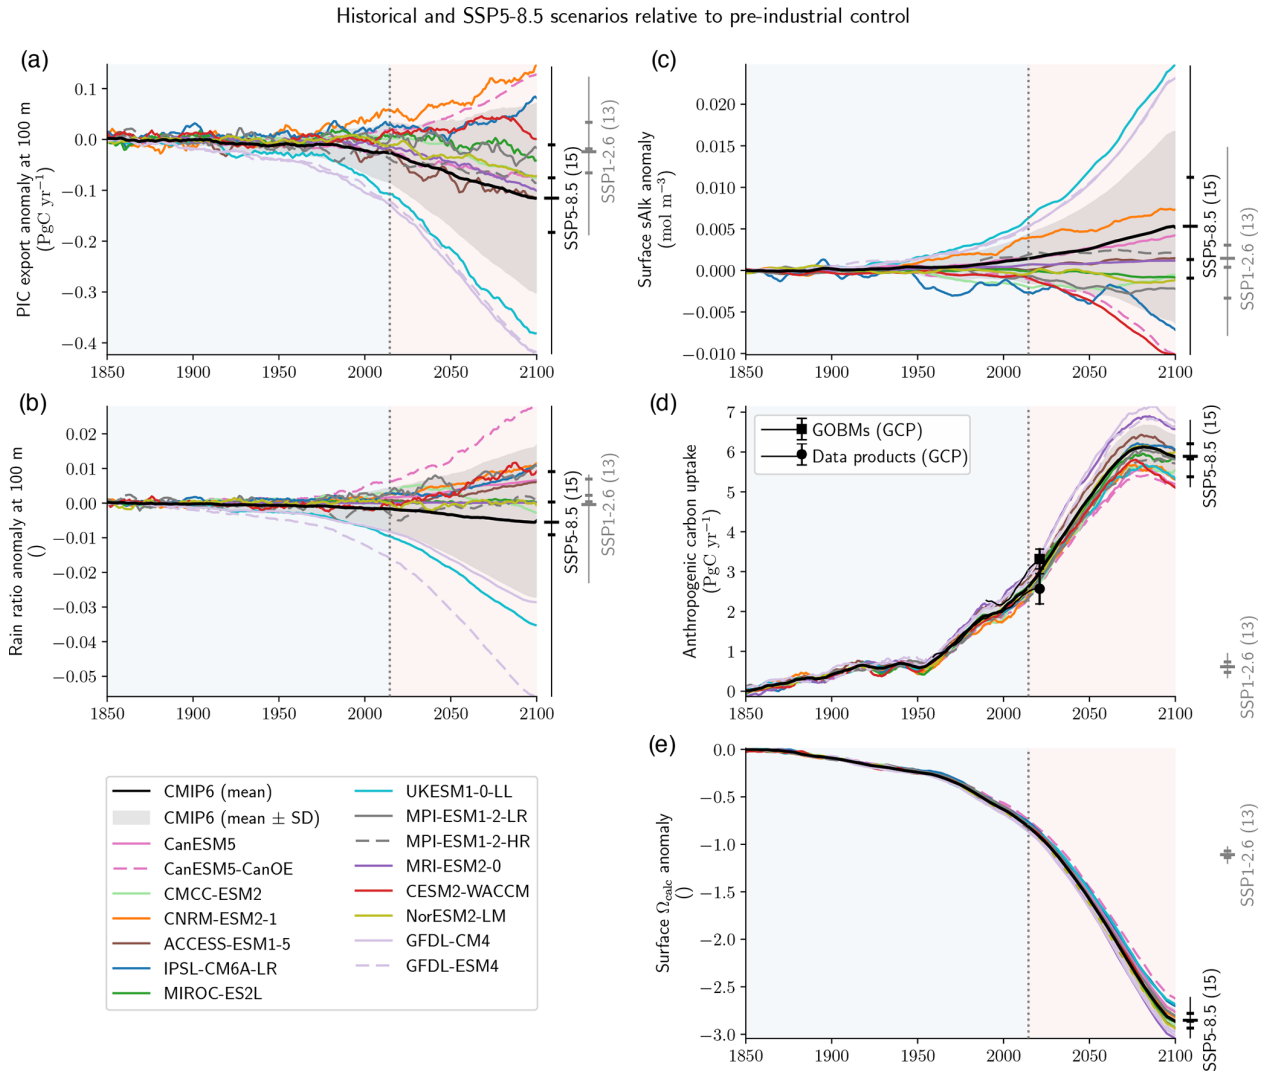 Historical and SSP5-8.5 scenarios relative to pre-industrial control
(a)
PIC export anomaly at 100 m
(PgC yr⁻¹)
0.1
0.0
−0.1
−0.2
−0.3
−0.4
1850 1900 1950 2000 2050 2100
SSP5-8.5 (15)
SSP1-2.6 (13)
(c)
Surface sAlk anomaly
(mol m⁻³)
0.020
0.015
0.010
0.005
0.000
−0.005
−0.010
1850 1900 1950 2000 2050 2100
SSP5-8.5 (15)
SSP1-2.6 (13)
(b)
Rain ratio anomaly at 100 m
()
0.02
0.01
0.00
−0.01
−0.02
−0.03
−0.04
−0.05
1850 1900 1950 2000 2050 2100
SSP5-8.5 (15)
SSP1-2.6 (13)
(d)
Anthropogenic carbon uptake
(PgC yr⁻¹)
7
6
5
4
3
2
1
0
1850 1900 1950 2000 2050 2100
GOBMs (GCP)
Data products (GCP)
SSP5-8.5 (15)
SSP1-2.6 (13)
(e)
Surface Ωcalc anomaly
()
0.0
−0.5
−1.0
−1.5
−2.0
−2.5
−3.0
1850 1900 1950 2000 2050 2100
SSP5-8.5 (15)
SSP1-2.6 (13)
CMIP6 (mean)
CMIP6 (mean ± SD)
CanESM5
CanESM5-CanOE
CMCC-ESM2
CNRM-ESM2-1
ACCESS-ESM1-5
IPSL-CM6A-LR
MIROC-ES2L
UKESM1-0-LL
MPI-ESM1-2-LR
MPI-ESM1-2-HR
MRI-ESM2-0
CESM2-WACCM
NorESM2-LM
GFDL-CM4
GFDL-ESM4